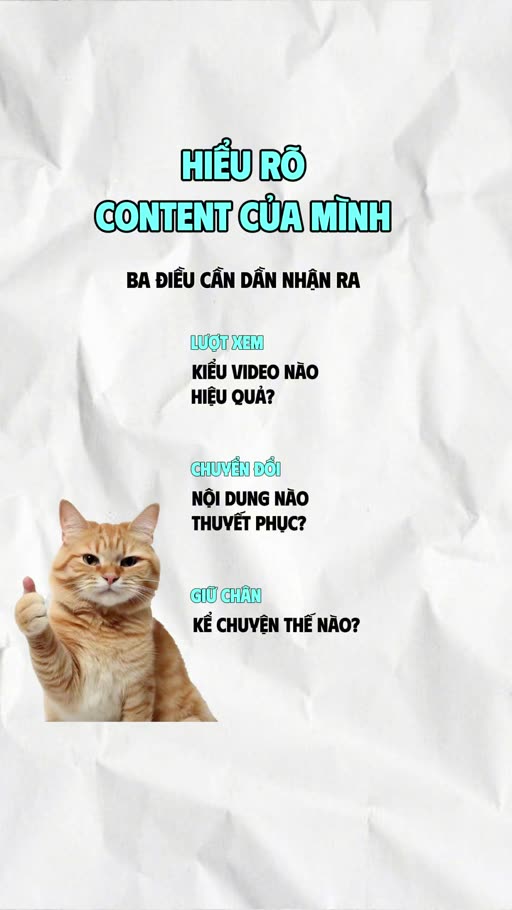 HIỂU RÕ
CONTENT CỦA MÌNH
BA ĐIỀU CẦN DẦN NHẬN RA
LƯỢT XEM
KIỂU VIDEO NÀO
HIỆU QUẢ?
CHUYỂN ĐỔI
NỘI DUNG NÀO
THUYẾT PHỤC?
GIỮ CHÂN
KỂ CHUYỆN THẾ NÀO?